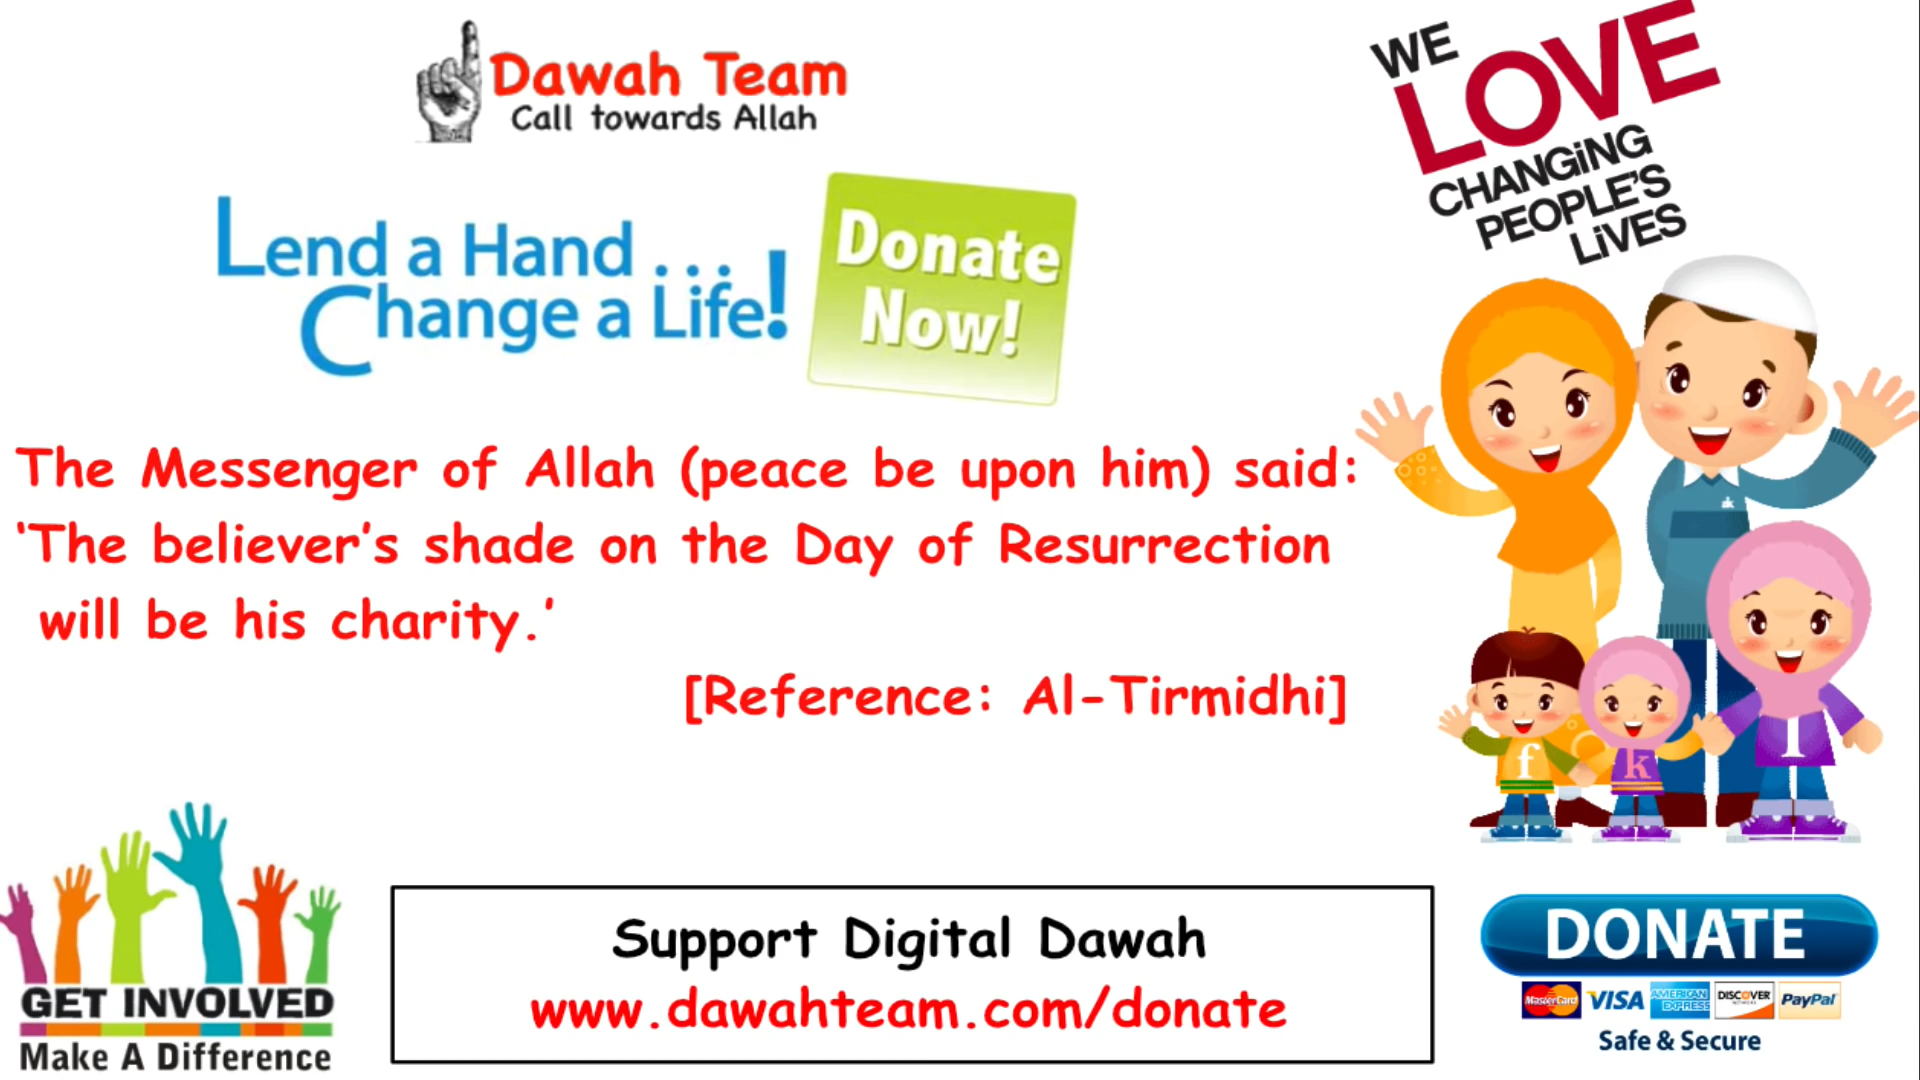 Dawah Team
Call towards Allah
WE
LOVE
CHANGiNG
PEOPLE'S
LiVES
Lend a Hand ...
Change a Life!
Donate
Now!
The Messenger of Allah (peace be upon him) said:
‘The believer’s shade on the Day of Resurrection
will be his charity.’
[Reference: Al-Tirmidhi]
f
k
l
GET INVOLVED
Make A Difference
Support Digital Dawah
www.dawahteam.com/donate
DONATE
MasterCard VISA AMERICAN EXPRESS DISCOVER NETWORK PayPal
Safe & Secure